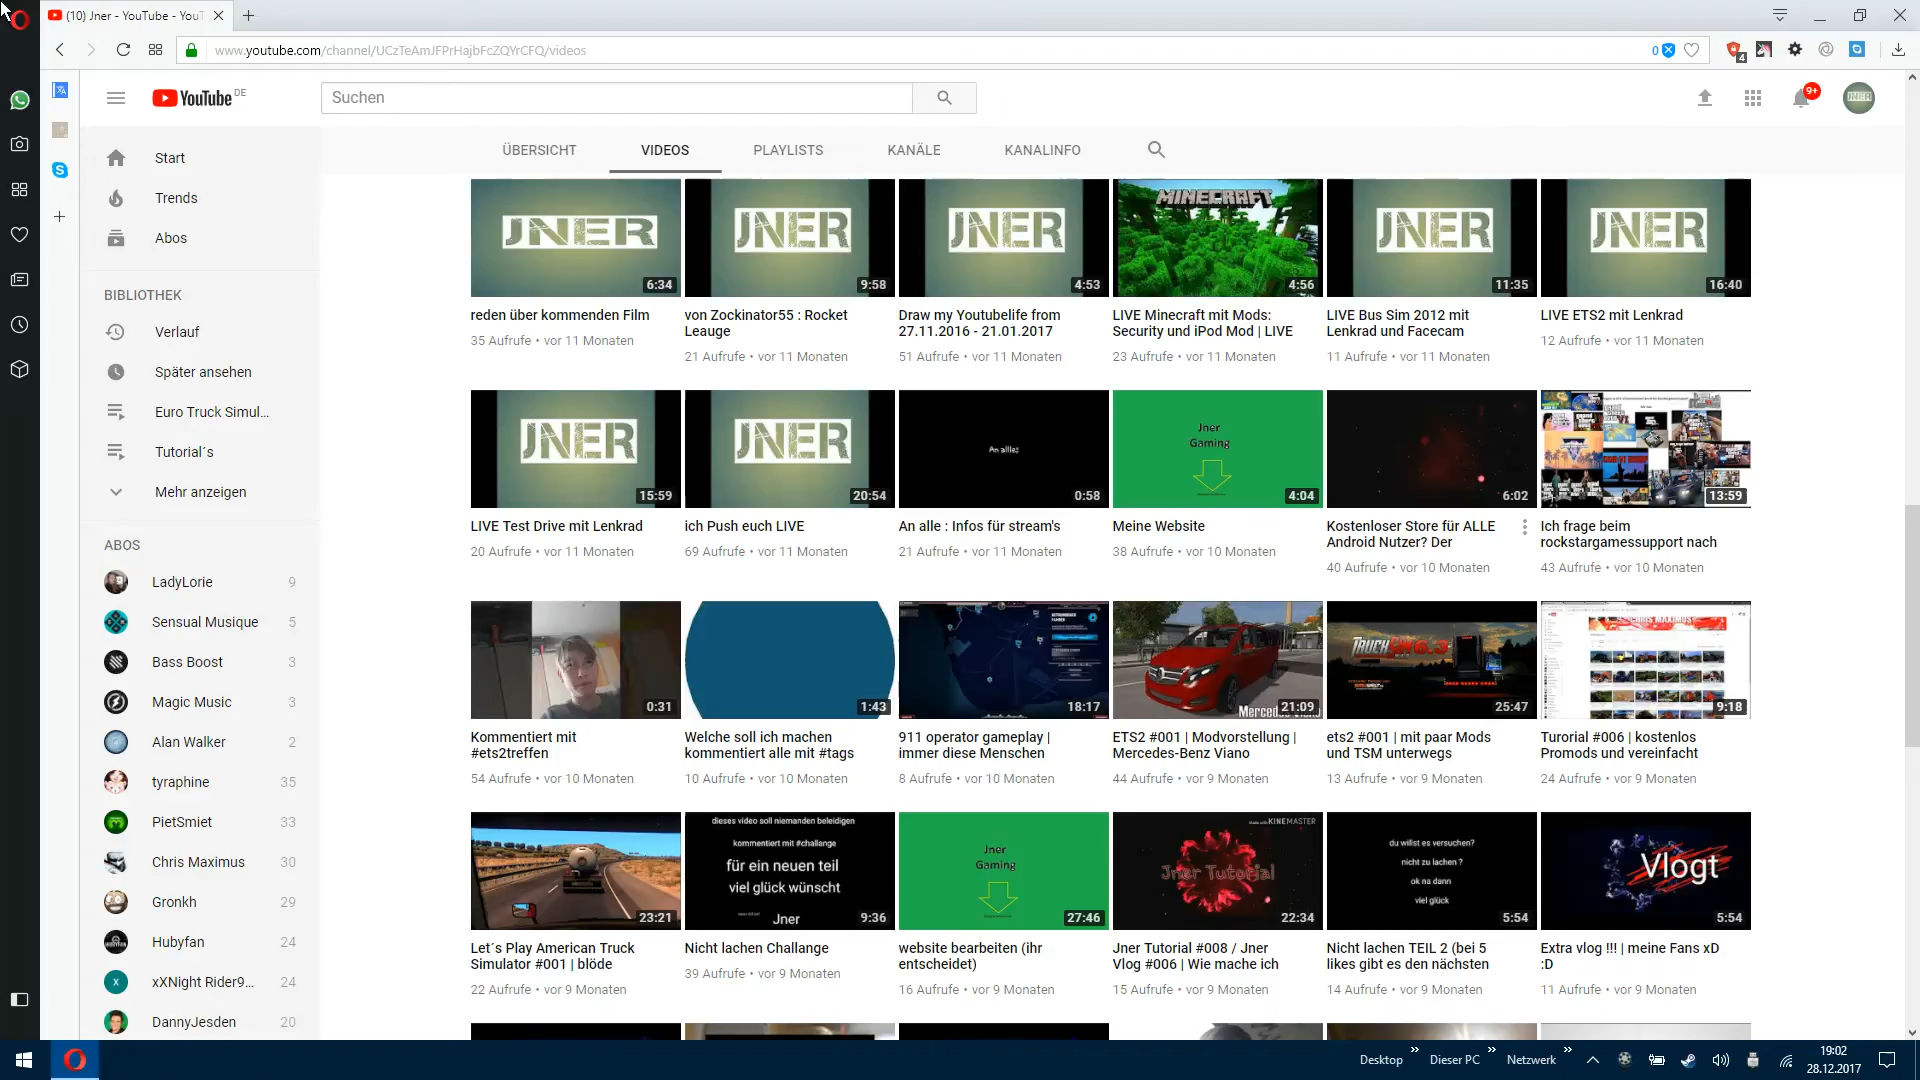 (10) Jner - YouTube - YouT
www.youtube.com/channel/UCzTeAmJFPrHajbFcZQYrCFQ/videos
0
4
YouTube DE
Suchen
9+
JNER
ÜBERSICHT
VIDEOS
PLAYLISTS
KANÄLE
KANALINFO
Start
Trends
Abos
BIBLIOTHEK
Verlauf
Später ansehen
Euro Truck Simul...
Tutorial´s
Mehr anzeigen
ABOS
LadyLorie 9
Sensual Musique 5
Bass Boost 3
Magic Music 3
Alan Walker 2
tyraphine 35
PietSmiet 33
Chris Maximus 30
Gronkh 29
Hubyfan 24
x xXNight Rider9... 24
DannyJesden 20
JNER
6:34
reden über kommenden Film
35 Aufrufe • vor 11 Monaten
JNER
9:58
von Zockinator55 : Rocket
Leauge
21 Aufrufe • vor 11 Monaten
JNER
4:53
Draw my Youtubelife from
27.11.2016 - 21.01.2017
51 Aufrufe • vor 11 Monaten
MINECRAFT
4:56
LIVE Minecraft mit Mods:
Security und iPod Mod | LIVE
23 Aufrufe • vor 11 Monaten
JNER
11:35
LIVE Bus Sim 2012 mit
Lenkrad und Facecam
11 Aufrufe • vor 11 Monaten
JNER
16:40
LIVE ETS2 mit Lenkrad
12 Aufrufe • vor 11 Monaten
JNER
15:59
LIVE Test Drive mit Lenkrad
20 Aufrufe • vor 11 Monaten
JNER
20:54
ich Push euch LIVE
69 Aufrufe • vor 11 Monaten
An alle:
0:58
An alle : Infos für stream's
21 Aufrufe • vor 11 Monaten
Jner
Gaming
4:04
Meine Website
38 Aufrufe • vor 10 Monaten
6:02
Kostenloser Store für ALLE
Android Nutzer? Der
40 Aufrufe • vor 10 Monaten
13:59
Ich frage beim
rockstargamessupport nach
43 Aufrufe • vor 10 Monaten
0:31
Kommentiert mit
#ets2treffen
54 Aufrufe • vor 10 Monaten
1:43
Welche soll ich machen
kommentiert alle mit #tags
10 Aufrufe • vor 10 Monaten
18:17
911 operator gameplay |
immer diese Menschen
8 Aufrufe • vor 10 Monaten
Mercedes Viano
21:09
ETS2 #001 | Modvorstellung |
Mercedes-Benz Viano
44 Aufrufe • vor 9 Monaten
25:47
ets2 #001 | mit paar Mods
und TSM unterwegs
13 Aufrufe • vor 9 Monaten
CHRIS MAXIMUS
9:18
Turorial #006 | kostenlos
Promods und vereinfacht
24 Aufrufe • vor 9 Monaten
23:21
Let´s Play American Truck
Simulator #001 | blöde
22 Aufrufe • vor 9 Monaten
dieses video soll niemanden beleidigen
kommentiert mit #challange
für ein neuen teil
viel glück wünscht
Jner
9:36
Nicht lachen Challange
39 Aufrufe • vor 9 Monaten
Jner
Gaming
27:46
website bearbeiten (ihr
entscheidet)
16 Aufrufe • vor 9 Monaten
Made with KINEMASTER
Jner Tutorial
22:34
Jner Tutorial #008 / Jner
Vlog #006 | Wie mache ich
15 Aufrufe • vor 9 Monaten
du willst es versuchen?
nicht zu lachen ?
ok na dann
viel glück
5:54
Nicht lachen TEIL 2 (bei 5
likes gibt es den nächsten
14 Aufrufe • vor 9 Monaten
Vlogt
5:54
Extra vlog !!! | meine Fans xD
:D
11 Aufrufe • vor 9 Monaten
Desktop
Dieser PC
Netzwerk
19:02
28.12.2017